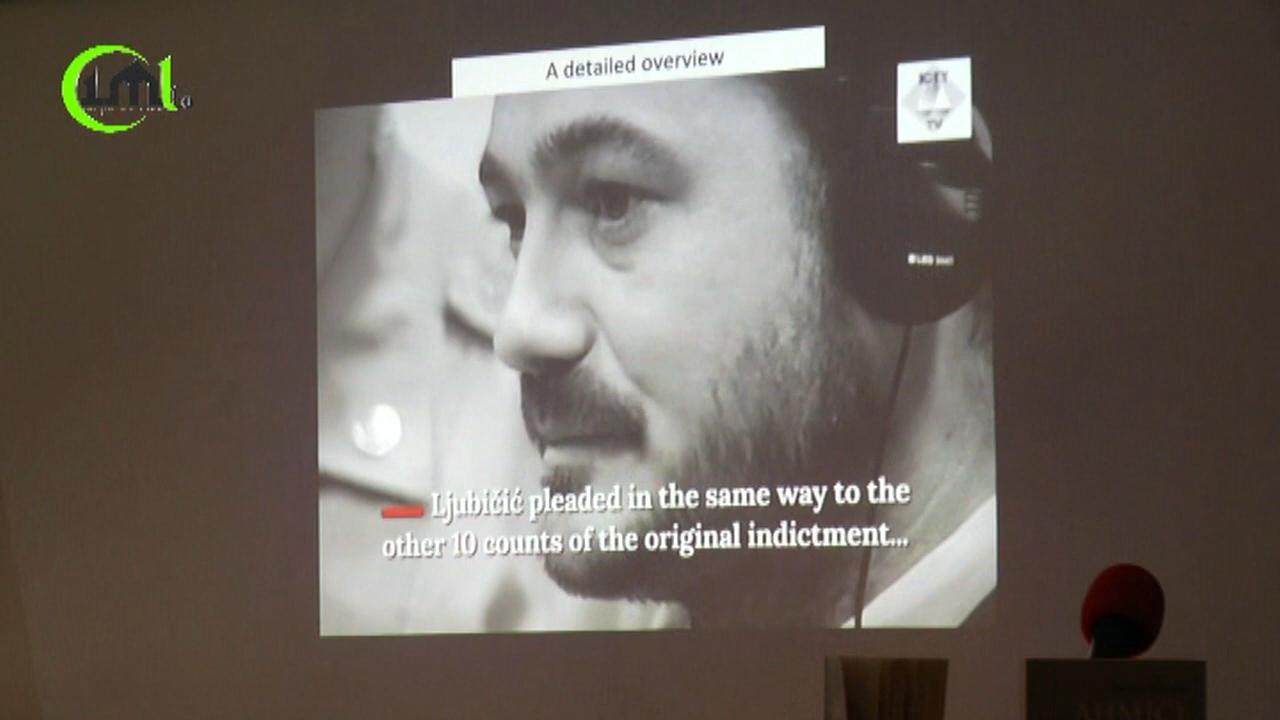 A detailed overview
ICTY
TV
Ljubičić pleaded in the same way to the
other 10 counts of the original indictment...